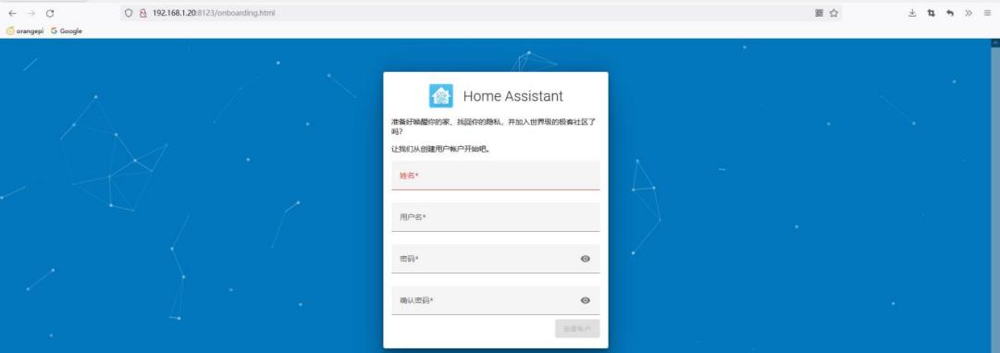 192.168.1.20:8123/onboarding.html
orangepi Google
Home Assistant
准备好唤醒你的家、找回你的隐私，并加入世界级的极客社区了
吗？
让我们从创建用户帐户开始吧。
姓名*
用户名*
密码*
确认密码*
创建帐户